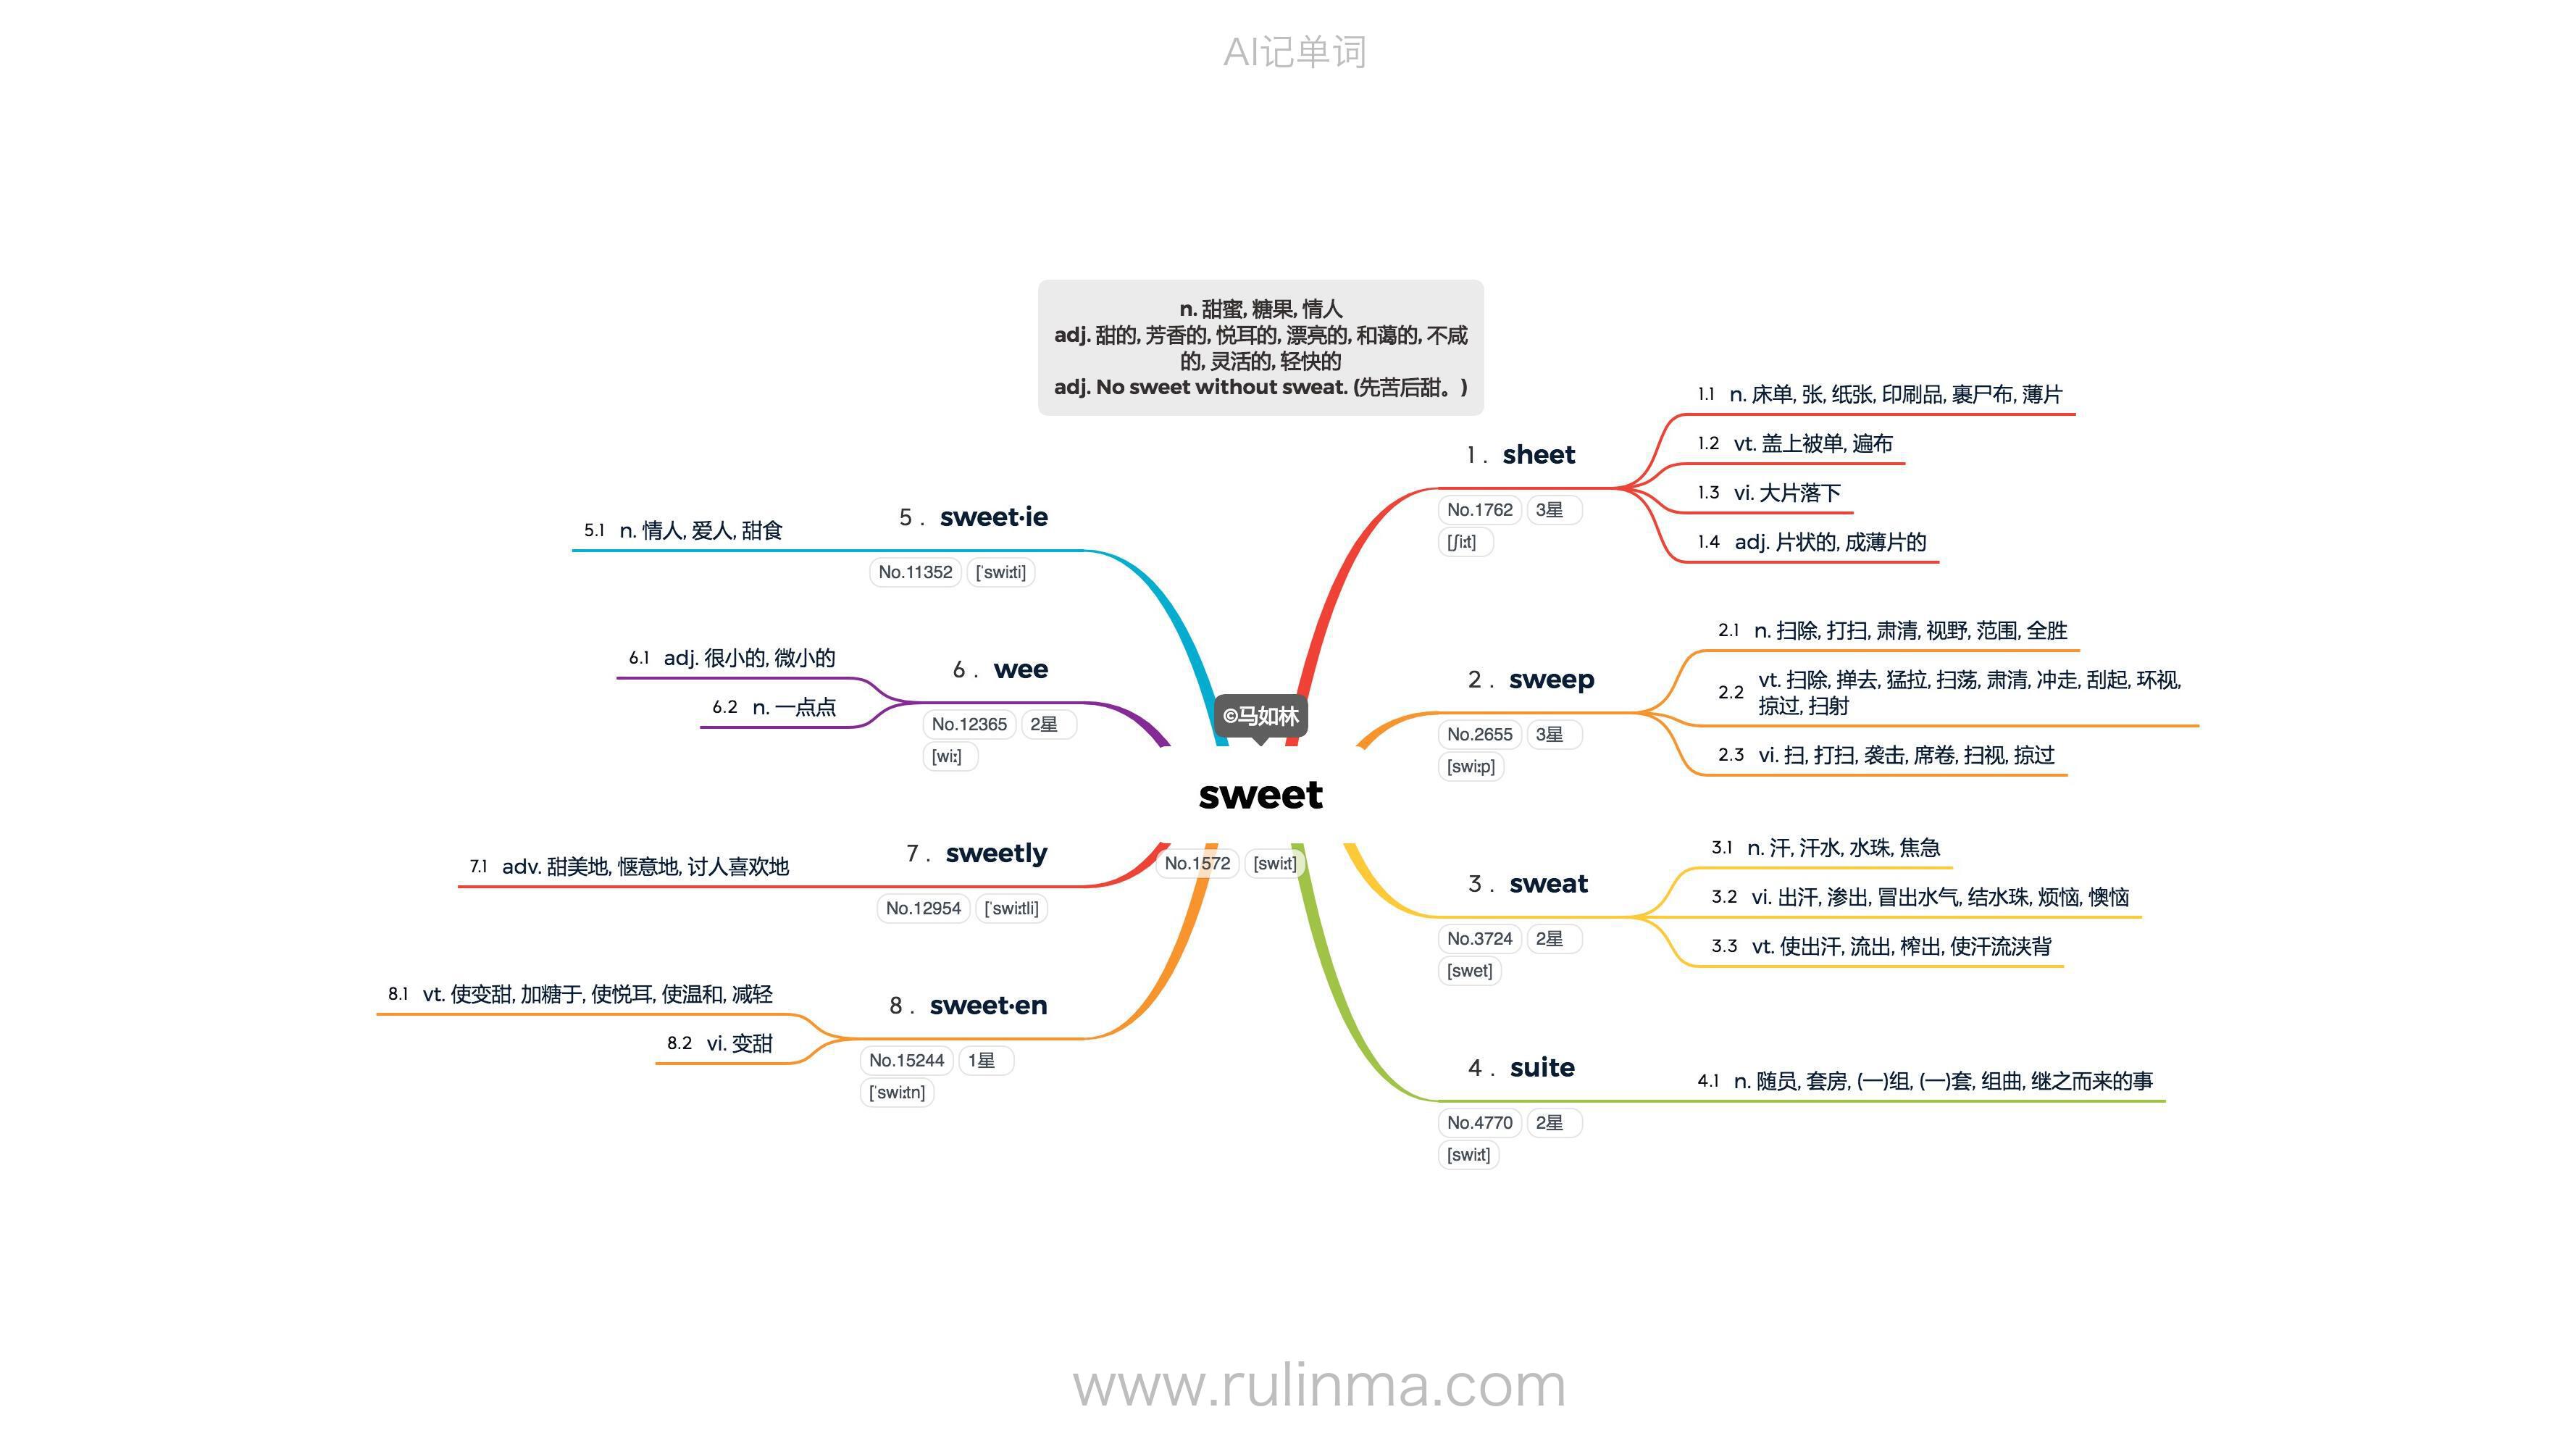 AI记单词
n. 甜蜜, 糖果, 情人
adj. 甜的, 芳香的, 悦耳的, 漂亮的, 和蔼的, 不咸
的, 灵活的, 轻快的
adj. No sweet without sweat. (先苦后甜。)
©马如林
sweet
No.1572 [swiːt]
1. sheet
No.1762 3星
[ʃiːt]
1.1 n. 床单, 张, 纸张, 印刷品, 裹尸布, 薄片
1.2 vt. 盖上被单, 遍布
1.3 vi. 大片落下
1.4 adj. 片状的, 成薄片的
2. sweep
No.2655 3星
[swiːp]
2.1 n. 扫除, 打扫, 肃清, 视野, 范围, 全胜
2.2 vt. 扫除, 掸去, 猛拉, 扫荡, 肃清, 冲走, 刮起, 环视,
掠过, 扫射
2.3 vi. 扫, 打扫, 袭击, 席卷, 扫视, 掠过
3. sweat
No.3724 2星
[swet]
3.1 n. 汗, 汗水, 水珠, 焦急
3.2 vi. 出汗, 渗出, 冒出水气, 结水珠, 烦恼, 懊恼
3.3 vt. 使出汗, 流出, 榨出, 使汗流浃背
4. suite
No.4770 2星
[swiːt]
4.1 n. 随员, 套房, (一)组, (一)套, 组曲, 继之而来的事
5. sweet·ie
No.11352 [ˈswiːti]
5.1 n. 情人, 爱人, 甜食
6. wee
No.12365 2星
[wiː]
6.1 adj. 很小的, 微小的
6.2 n. 一点点
7. sweetly
No.12954 [ˈswiːtli]
7.1 adv. 甜美地, 惬意地, 讨人喜欢地
8. sweet·en
No.15244 1星
[ˈswiːtn]
8.1 vt. 使变甜, 加糖于, 使悦耳, 使温和, 减轻
8.2 vi. 变甜
www.rulinma.com